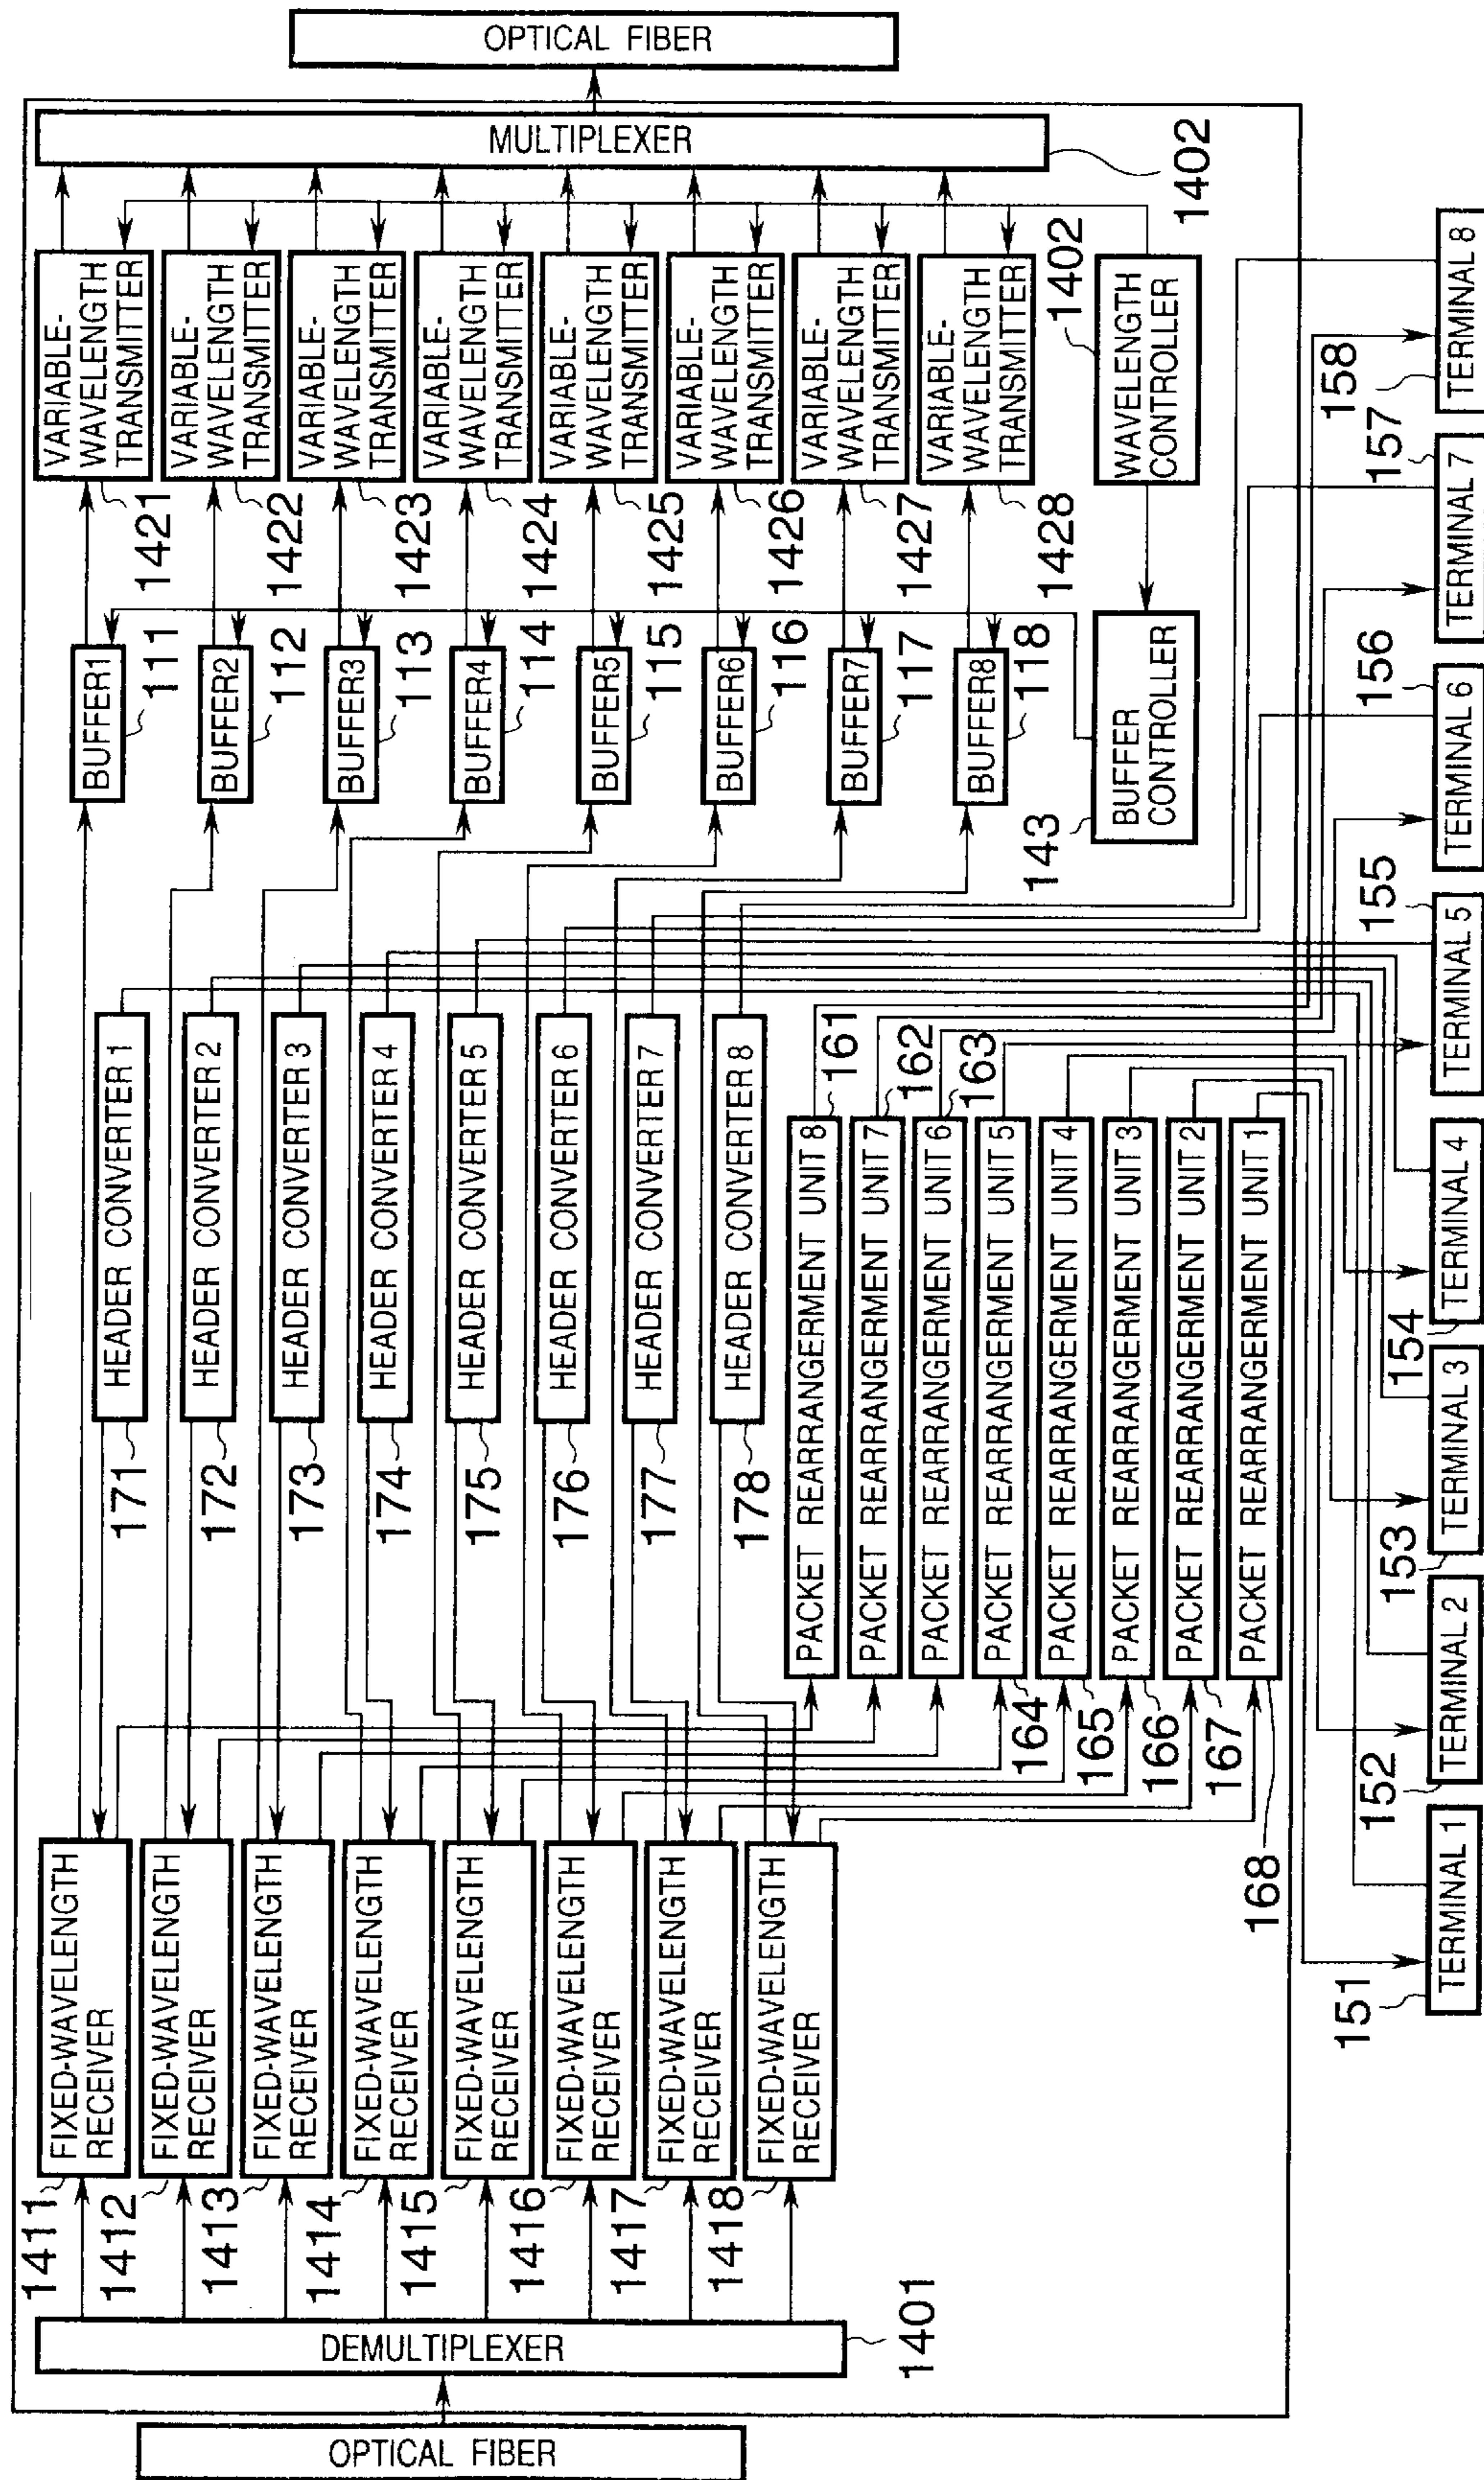 OPTICAL FIBER
DEMULTIPLEXER
1401
1411
FIXED-WAVELENGTH
RECEIVER
1412
FIXED-WAVELENGTH
RECEIVER
1413
FIXED-WAVELENGTH
RECEIVER
1414
FIXED-WAVELENGTH
RECEIVER
1415
FIXED-WAVELENGTH
RECEIVER
1416
FIXED-WAVELENGTH
RECEIVER
1417
FIXED-WAVELENGTH
RECEIVER
1418
FIXED-WAVELENGTH
RECEIVER
HEADER CONVERTER 1
171
HEADER CONVERTER 2
172
HEADER CONVERTER 3
173
HEADER CONVERTER 4
174
HEADER CONVERTER 5
175
HEADER CONVERTER 6
176
HEADER CONVERTER 7
177
HEADER CONVERTER 8
178
PACKET REARRANGERMENT UNIT 8
161
PACKET REARRANGERMENT UNIT 7
162
PACKET REARRANGERMENT UNIT 6
163
PACKET REARRANGERMENT UNIT 5
164
PACKET REARRANGERMENT UNIT 4
165
PACKET REARRANGERMENT UNIT 3
166
PACKET REARRANGERMENT UNIT 2
167
PACKET REARRANGERMENT UNIT 1
168
BUFFER1
111
BUFFER2
112
BUFFER3
113
BUFFER4
114
BUFFER5
115
BUFFER6
116
BUFFER7
117
BUFFER8
118
143
BUFFER
CONTROLLER
VARIABLE-
WAVELENGTH
TRANSMITTER
1421
VARIABLE-
WAVELENGTH
TRANSMITTER
1422
VARIABLE-
WAVELENGTH
TRANSMITTER
1423
VARIABLE-
WAVELENGTH
TRANSMITTER
1424
VARIABLE-
WAVELENGTH
TRANSMITTER
1425
VARIABLE-
WAVELENGTH
TRANSMITTER
1426
VARIABLE-
WAVELENGTH
TRANSMITTER
1427
VARIABLE-
WAVELENGTH
TRANSMITTER
1428
1402
WAVELENGTH
CONTROLLER
MULTIPLEXER
1402
OPTICAL FIBER
151
TERMINAL 1
152
TERMINAL 2
153
TERMINAL 3
154
TERMINAL 4
155
TERMINAL 5
156
TERMINAL 6
157
TERMINAL 7
158
TERMINAL 8